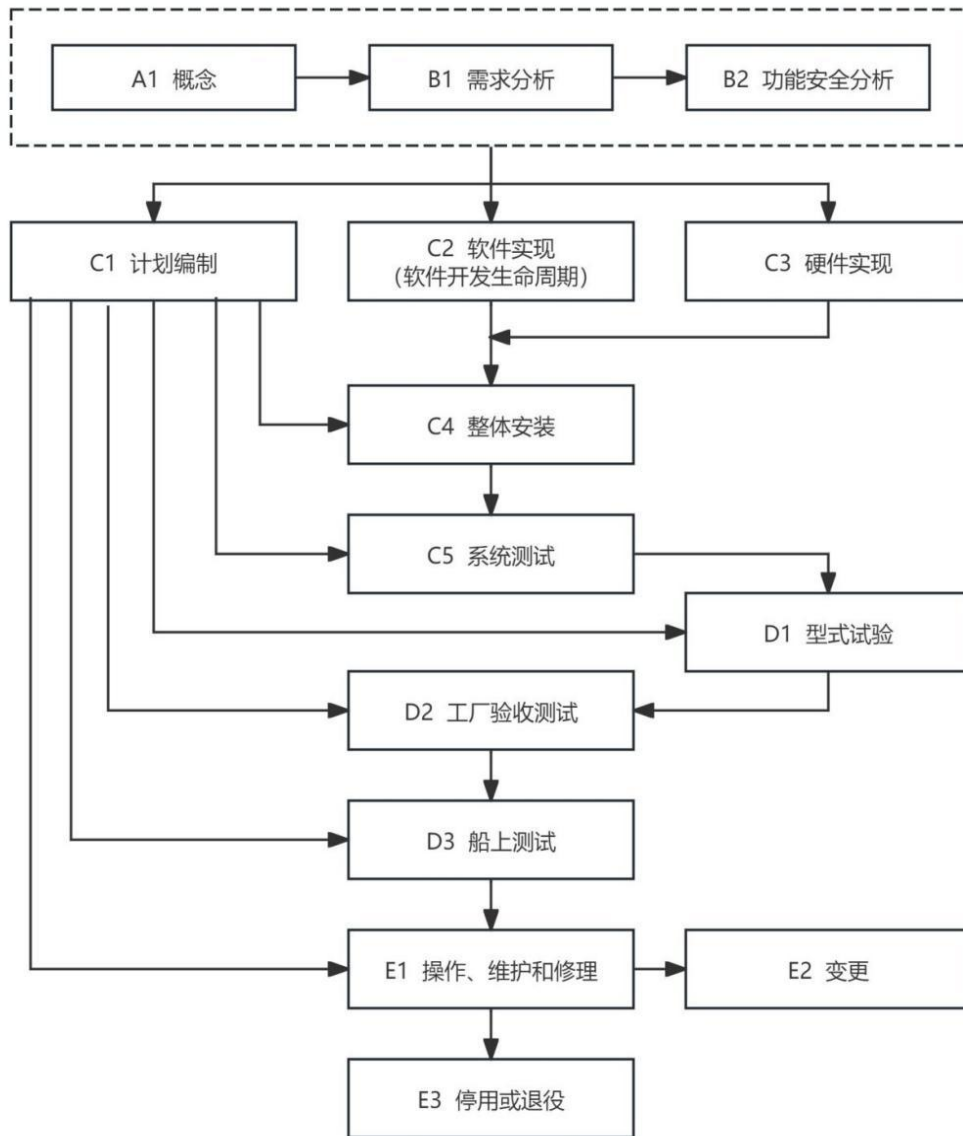 A1 概念
B1 需求分析
B2 功能安全分析
C1 计划编制
C2 软件实现
（软件开发生命周期）
C3 硬件实现
C4 整体安装
C5 系统测试
D1 型式试验
D2 工厂验收测试
D3 船上测试
E1 操作、维护和修理
E2 变更
E3 停用或退役